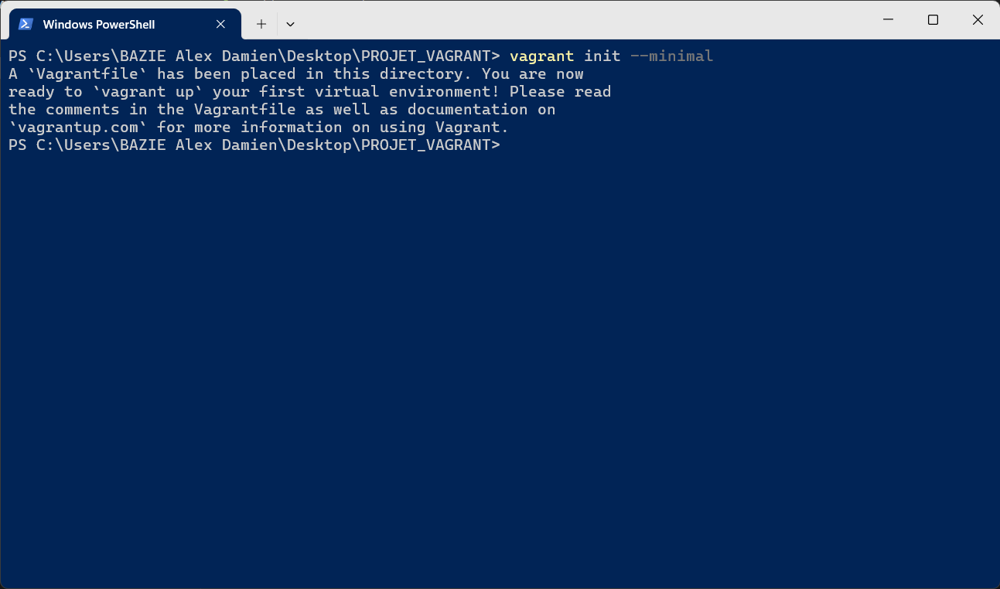 Windows PowerShell
PS C:\Users\BAZIE Alex Damien\Desktop\PROJET_VAGRANT> vagrant init --minimal
A `Vagrantfile` has been placed in this directory. You are now
ready to `vagrant up` your first virtual environment! Please read
the comments in the Vagrantfile as well as documentation on
`vagrantup.com` for more information on using Vagrant.
PS C:\Users\BAZIE Alex Damien\Desktop\PROJET_VAGRANT>